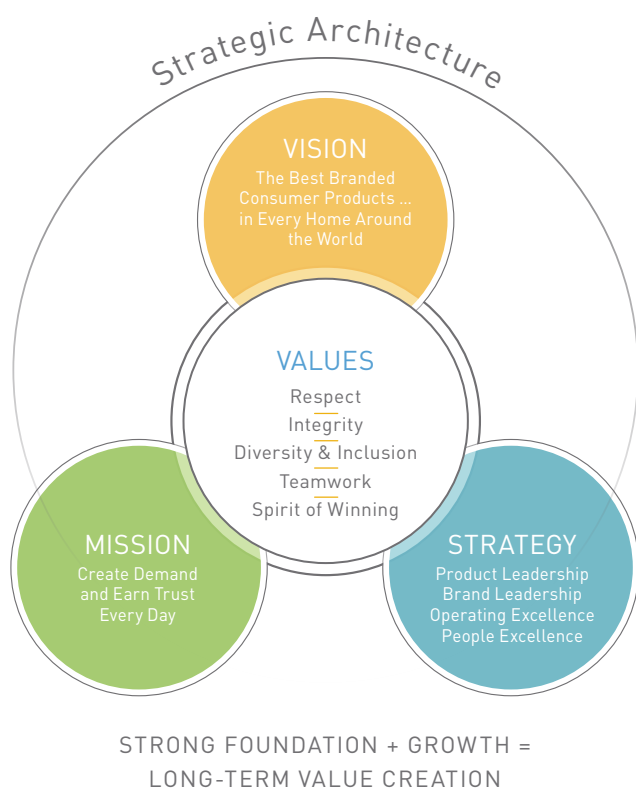 Strategic Architecture
VISION
The Best Branded
Consumer Products ...
in Every Home Around
the World
VALUES
Respect
Integrity
Diversity & Inclusion
Teamwork
Spirit of Winning
MISSION
Create Demand
and Earn Trust
Every Day
STRATEGY
Product Leadership
Brand Leadership
Operating Excellence
People Excellence
STRONG FOUNDATION + GROWTH =
LONG-TERM VALUE CREATION